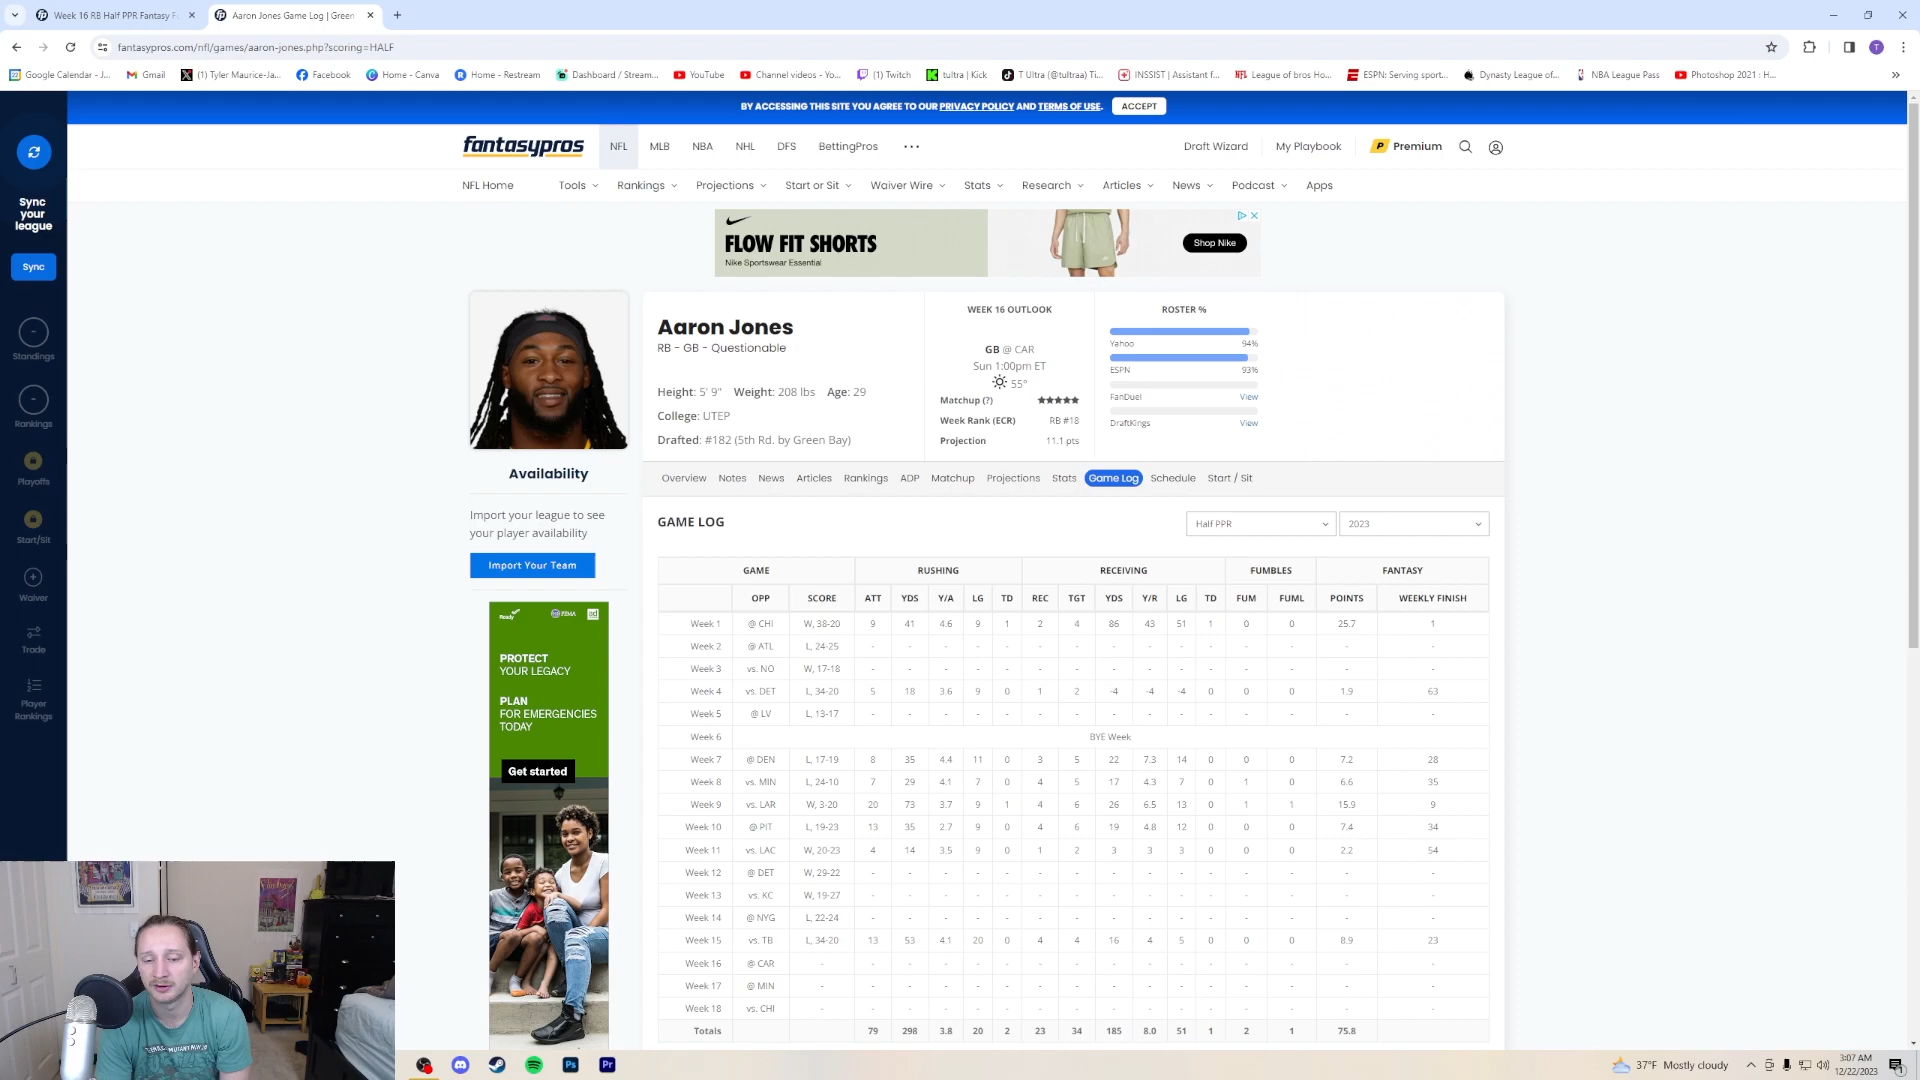 Week 16 RB Half PPR Fantasy F
Aaron Jones Game Log | Green
fantasypros.com/nfl/games/aaron-jones.php?scoring=HALF
Google Calendar - J...
Gmail
(1) Tyler Maurice-Ja...
Facebook
Home - Canva
Home - Restream
Dashboard / Stream...
YouTube
Channel videos - Yo...
(1) Twitch
tultra | Kick
T Ultra (@tultraa) Ti...
INSSIST | Assistant f...
League of bros Ho...
ESPN: Serving sport...
Dynasty League of...
NBA League Pass
Photoshop 2021 : H...
BY ACCESSING THIS SITE YOU AGREE TO OUR PRIVACY POLICY AND TERMS OF USE. ACCEPT
fantasypros NFL MLB NBA NHL DFS BettingPros ... Draft Wizard My Playbook P Premium
NFL Home Tools Rankings Projections Start or Sit Waiver Wire Stats Research Articles News Podcast Apps
Sync your league
Sync
Standings
Rankings
Playoffs
Start/Sit
Waiver
Trade
Player Rankings
FLOW FIT SHORTS
Nike Sportswear Essential
Shop Nike
Aaron Jones
RB - GB - Questionable
Height: 5' 9" Weight: 208 lbs Age: 29
College: UTEP
Drafted: #182 (5th Rd. by Green Bay)
WEEK 16 OUTLOOK
GB @ CAR
Sun 1:00pm ET
55°
Matchup (?) ★★★★★
Week Rank (ECR) RB #18
Projection 11.1 pts
ROSTER %
Yahoo 94%
ESPN 93%
FanDuel View
DraftKings View
Availability
Import your league to see
your player availability
Import Your Team
Ready
FEMA
ad
PROTECT
YOUR LEGACY
PLAN
FOR EMERGENCIES
TODAY
Get started
Overview Notes News Articles Rankings ADP Matchup Projections Stats Game Log Schedule Start / Sit
GAME LOG
Half PPR
2023
GAME RUSHING RECEIVING FUMBLES FANTASY
OPP SCORE ATT YDS Y/A LG TD REC TGT YDS Y/R LG TD FUM FUML POINTS WEEKLY FINISH
Week 1 @ CHI W, 38-20 9 41 4.6 9 1 2 4 86 43 51 1 0 0 25.7 1
Week 2 @ ATL L, 24-25 - - - - - - - - - - - - - - -
Week 3 vs. NO W, 17-18 - - - - - - - - - - - - - - -
Week 4 vs. DET L, 34-20 5 18 3.6 9 0 1 2 -4 -4 -4 0 0 0 1.9 63
Week 5 @ LV L, 13-17 - - - - - - - - - - - - - - -
Week 6 BYE Week
Week 7 @ DEN L, 17-19 8 35 4.4 11 0 3 5 22 7.3 14 0 0 0 7.2 28
Week 8 vs. MIN L, 24-10 7 29 4.1 7 0 4 5 17 4.3 7 0 1 0 6.6 35
Week 9 vs. LAR W, 3-20 20 73 3.7 9 1 4 6 26 6.5 13 0 1 1 15.9 9
Week 10 @ PIT L, 19-23 13 35 2.7 9 0 4 6 19 4.8 12 0 0 0 7.4 34
Week 11 vs. LAC W, 20-23 4 14 3.5 9 0 1 2 3 3 3 0 0 0 2.2 54
Week 12 @ DET W, 29-22 - - - - - - - - - - - - - - -
Week 13 vs. KC W, 19-27 - - - - - - - - - - - - - - -
Week 14 @ NYG L, 22-24 - - - - - - - - - - - - - - -
Week 15 vs. TB L, 34-20 13 53 4.1 20 0 4 4 16 4 5 0 0 0 8.9 23
Week 16 @ CAR - - - - - - - - - - - - - - - -
Week 17 @ MIN - - - - - - - - - - - - - - - -
Week 18 vs. CHI - - - - - - - - - - - - - - - -
Totals 79 298 3.8 20 2 23 34 185 8.0 51 1 2 1 75.8
Ps
Pr
37°F Mostly cloudy
3:07 AM
12/22/2023